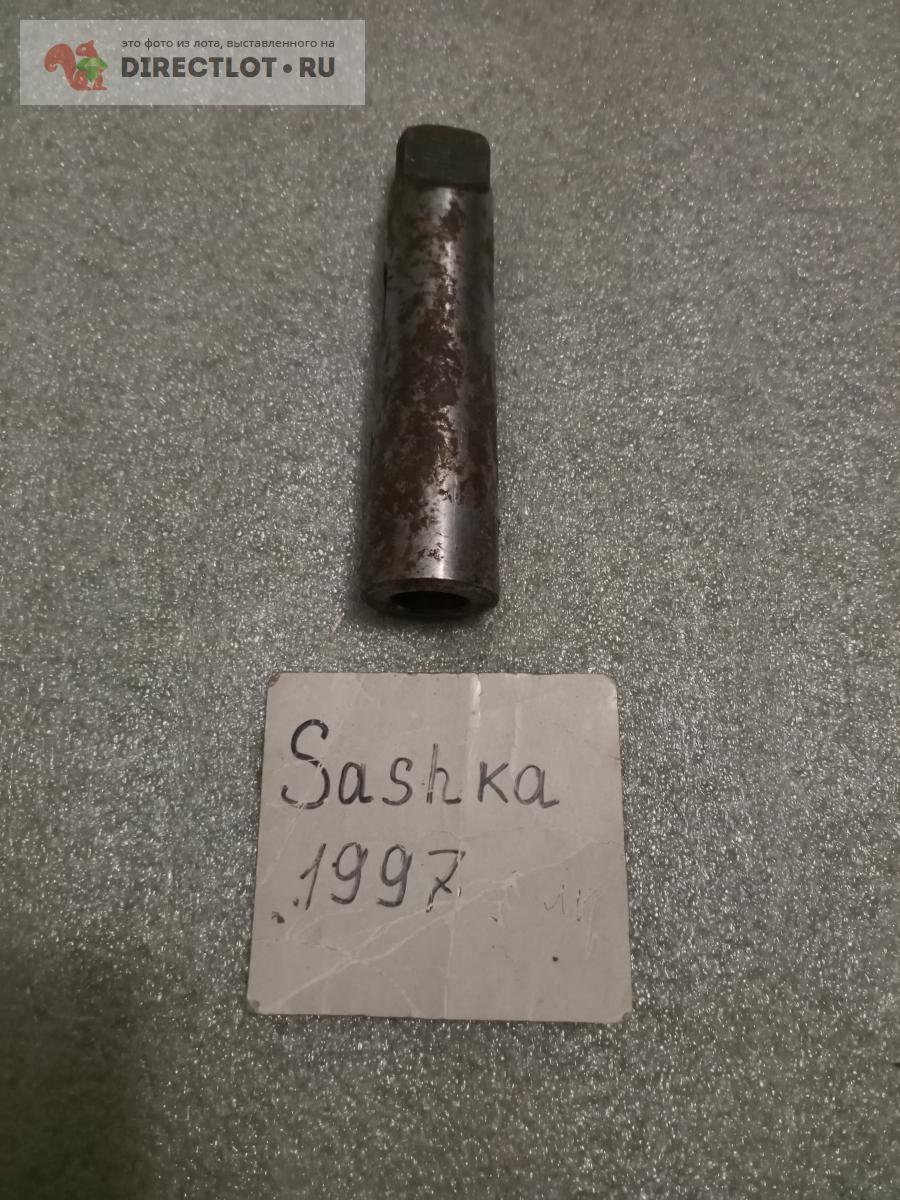 это фото из лота, выставленного на
DIRECTLOT.RU
Sashka
1997